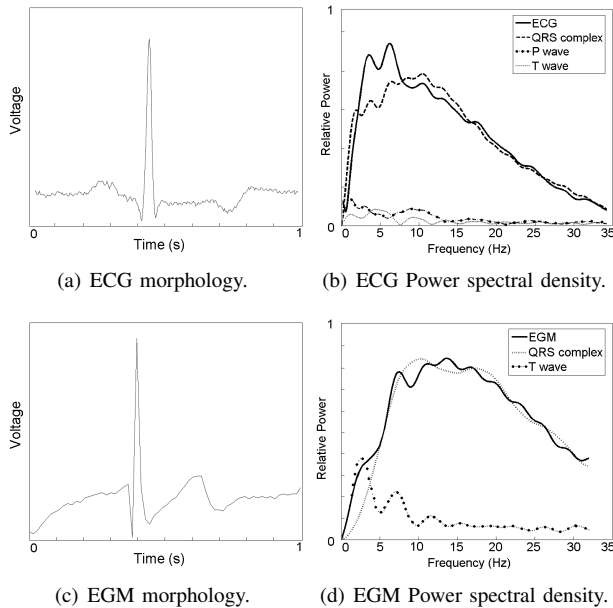 Voltage
0
1
Time (s)
(a) ECG morphology.
1
Relative Power
ECG
QRS complex
P wave
T wave
0
0 5 10 15 20 25 30 35
Frequency (Hz)
(b) ECG Power spectral density.
Voltage
0
1
Time (s)
(c) EGM morphology.
1
Relative Power
EGM
QRS complex
T wave
0
0 5 10 15 20 25 30 35
Frequency (Hz)
(d) EGM Power spectral density.